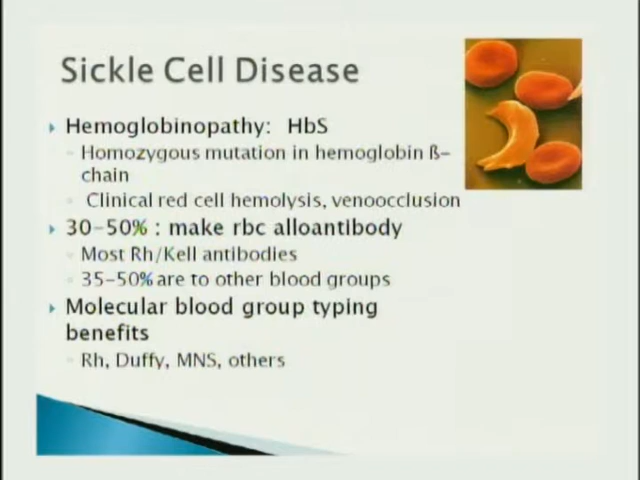 Sickle Cell Disease
Hemoglobinopathy: HbS
Homozygous mutation in hemoglobin ß-
chain
Clinical red cell hemolysis, venoocclusion
30-50% : make rbc alloantibody
Most Rh/Kell antibodies
35-50% are to other blood groups
Molecular blood group typing
benefits
Rh, Duffy, MNS, others